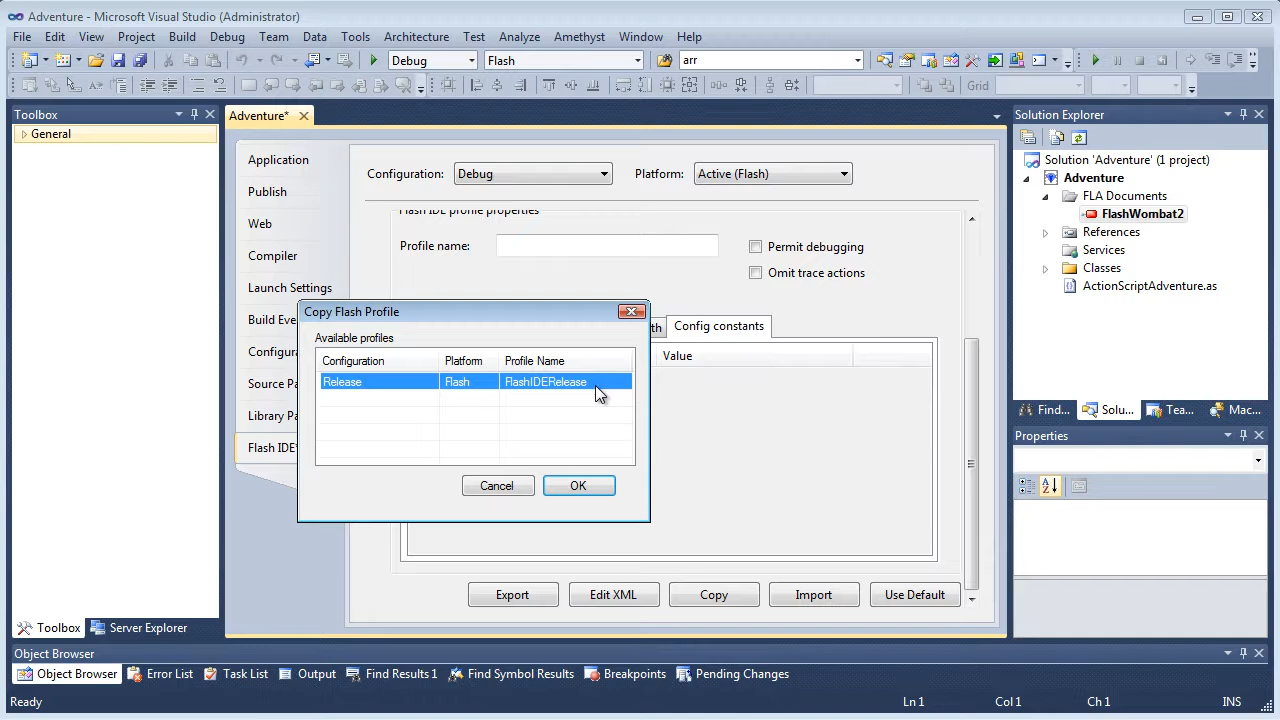 Adventure - Microsoft Visual Studio (Administrator)
File Edit View Project Build Debug Team Data Tools Architecture Test Analyze Amethyst Window Help
Debug Flash arr
Grid
Toolbox
General
Adventure*
Application
Publish
Web
Compiler
Launch Settings
Build Eve
Configura
Source Pa
Library Pa
Flash IDE*
Configuration: Debug Platform: Active (Flash)
Flash IDE profile properties
Profile name:
Permit debugging
Omit trace actions
th Config constants
Value
Copy Flash Profile
Available profiles
Configuration Platform Profile Name
Release Flash FlashIDERelease
Cancel OK
Export Edit XML Copy Import Use Default
Solution Explorer
Solution 'Adventure' (1 project)
Adventure
FLA Documents
FlashWombat2
References
Services
Classes
ActionScriptAdventure.as
Find... Solu... Tea... Mac...
Properties
Toolbox Server Explorer
Object Browser
Object Browser Error List Task List Output Find Results 1 Find Symbol Results Breakpoints Pending Changes
Ready Ln 1 Col 1 Ch 1 INS